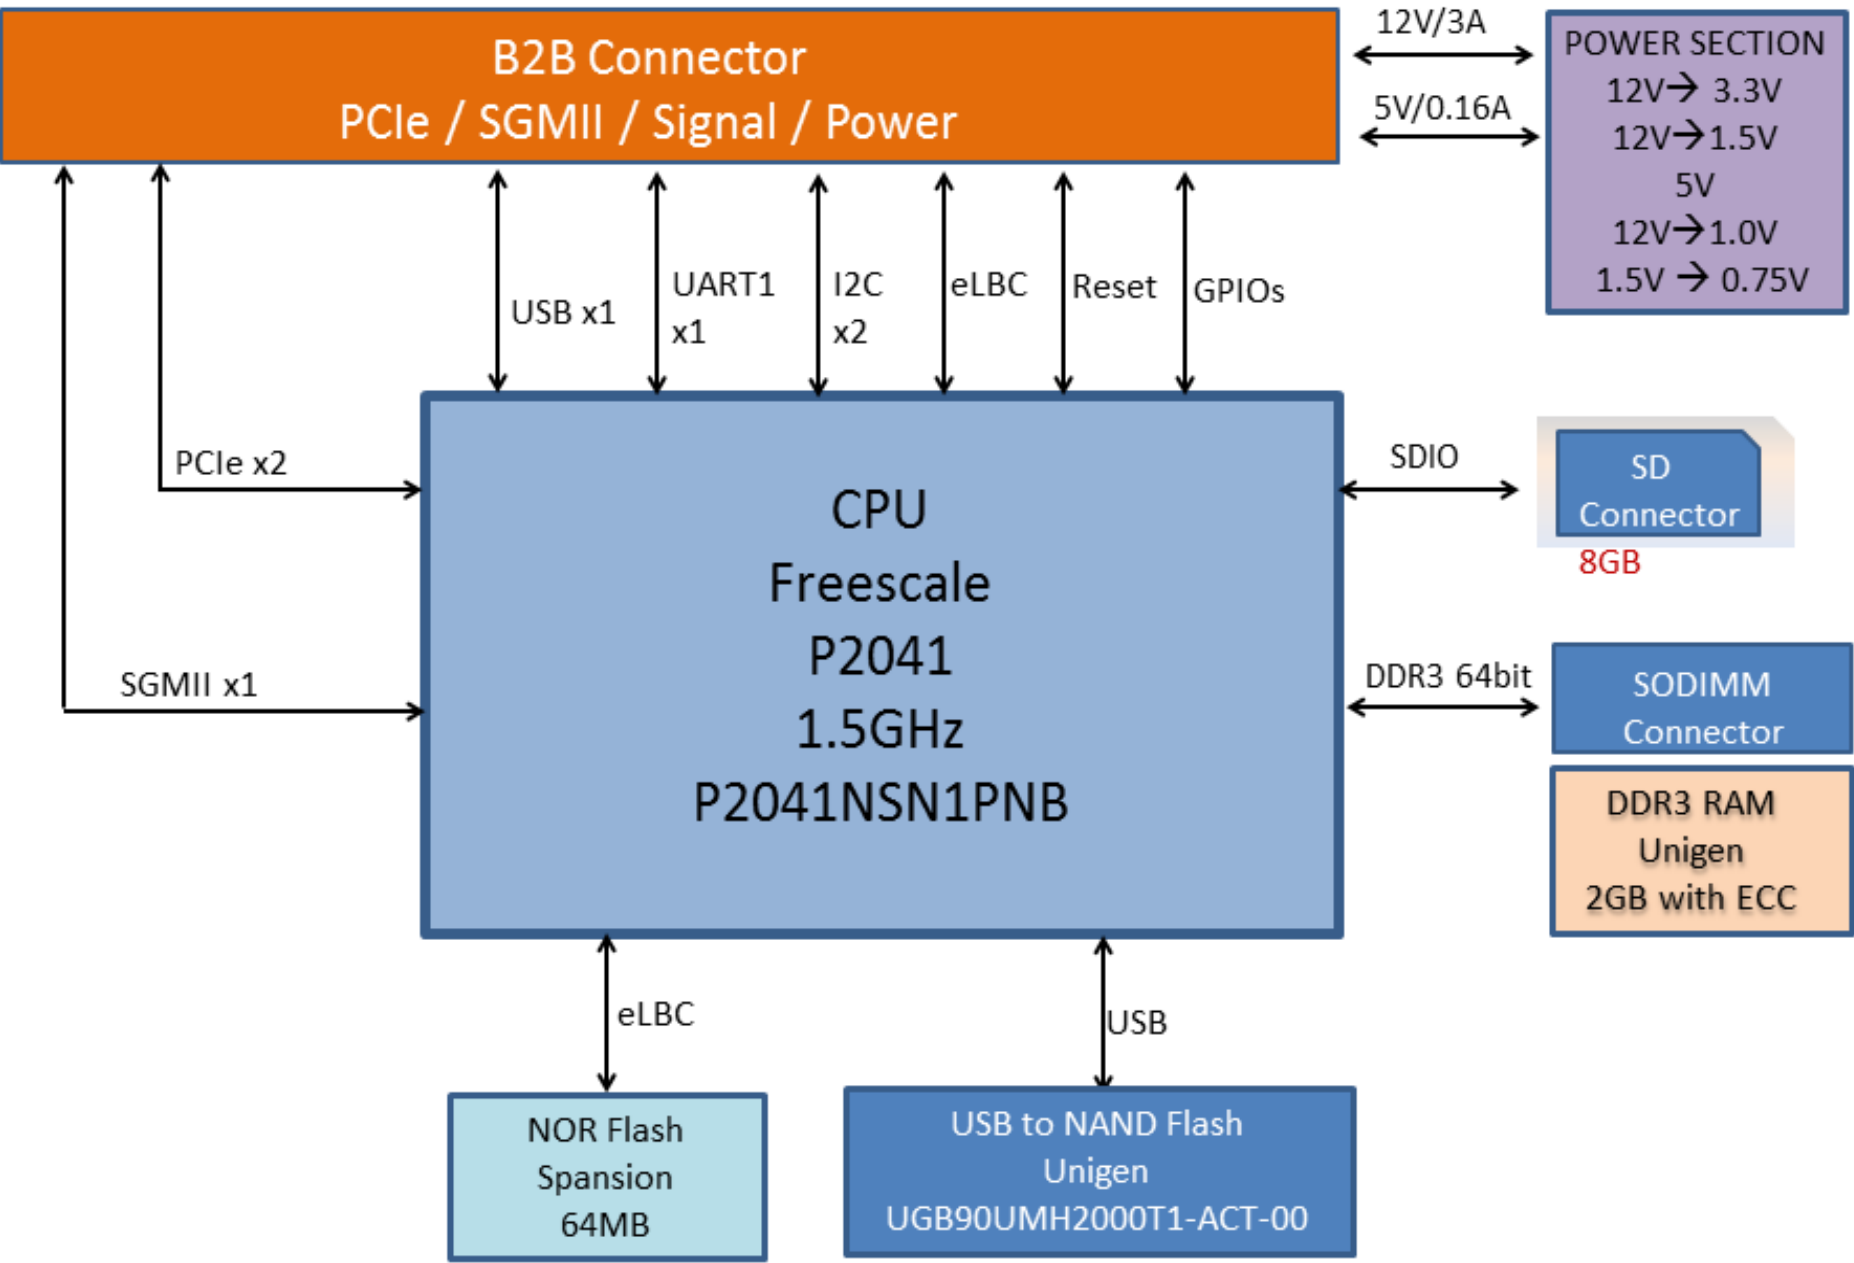 B2B Connector
PCIe / SGMII / Signal / Power
12V/3A
5V/0.16A
POWER SECTION
12V→ 3.3V
12V→1.5V
5V
12V→1.0V
1.5V → 0.75V
USB x1
UART1
x1
I2C
x2
eLBC
Reset
GPIOs
PCIe x2
SGMII x1
CPU
Freescale
P2041
1.5GHz
P2041NSN1PNB
SDIO
SD
Connector
8GB
DDR3 64bit
SODIMM
Connector
DDR3 RAM
Unigen
2GB with ECC
eLBC
USB
NOR Flash
Spansion
64MB
USB to NAND Flash
Unigen
UGB90UMH2000T1-ACT-00